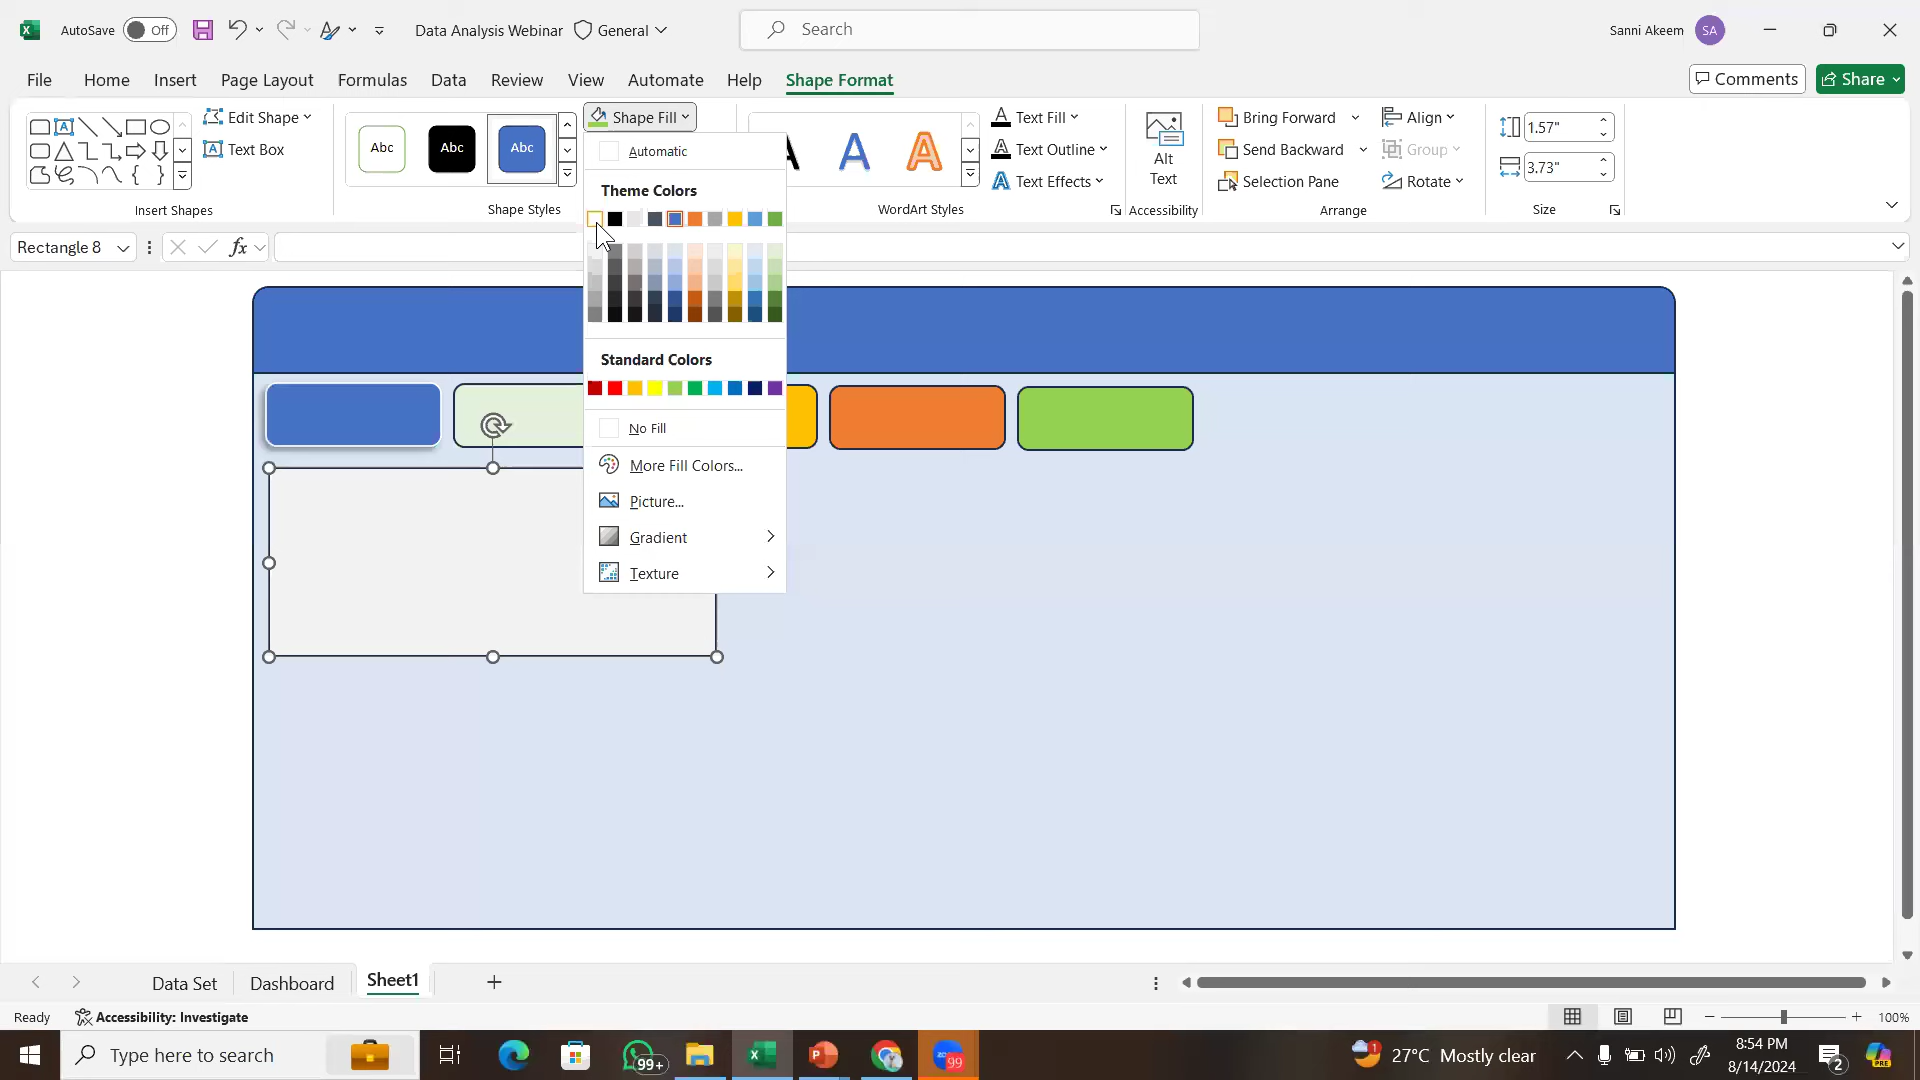 AutoSave Off Data Analysis Webinar General Search Sanni Akeem SA
File Home Insert Page Layout Formulas Data Review View Automate Help Shape Format Comments Share
Edit Shape
Text Box
Insert Shapes
Abc Abc Abc
Shape Styles
Shape Fill
A A A
WordArt Styles
Text Fill
Text Outline
Text Effects
Alt
Text
Accessibility
Bring Forward
Send Backward
Selection Pane
Align
Group
Rotate
Arrange
1.57"
3.73"
Size
Rectangle 8 fx
Automatic
Theme Colors
Standard Colors
No Fill
More Fill Colors...
Picture...
Gradient
Texture
Data Set Dashboard Sheet1
Ready Accessibility: Investigate 100%
Type here to search 99+ 99 1 27°C Mostly clear 8:54 PM
8/14/2024 2 PRE